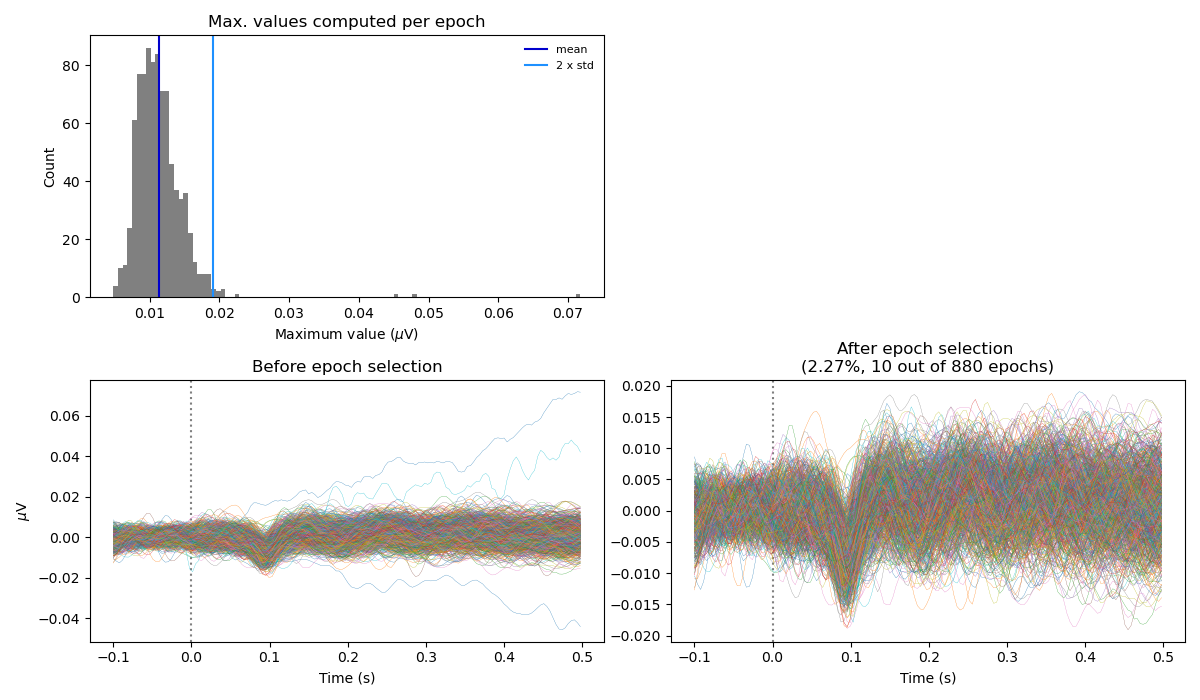 Max. values computed per epoch
mean
2 x std
Count
80
60
40
20
0
0.01 0.02 0.03 0.04 0.05 0.06 0.07
Maximum value (μV)
Before epoch selection
μV
0.06
0.04
0.02
0.00
−0.02
−0.04
−0.1 0.0 0.1 0.2 0.3 0.4 0.5
Time (s)
After epoch selection
(2.27%, 10 out of 880 epochs)
0.020
0.015
0.010
0.005
0.000
−0.005
−0.010
−0.015
−0.020
−0.1 0.0 0.1 0.2 0.3 0.4 0.5
Time (s)